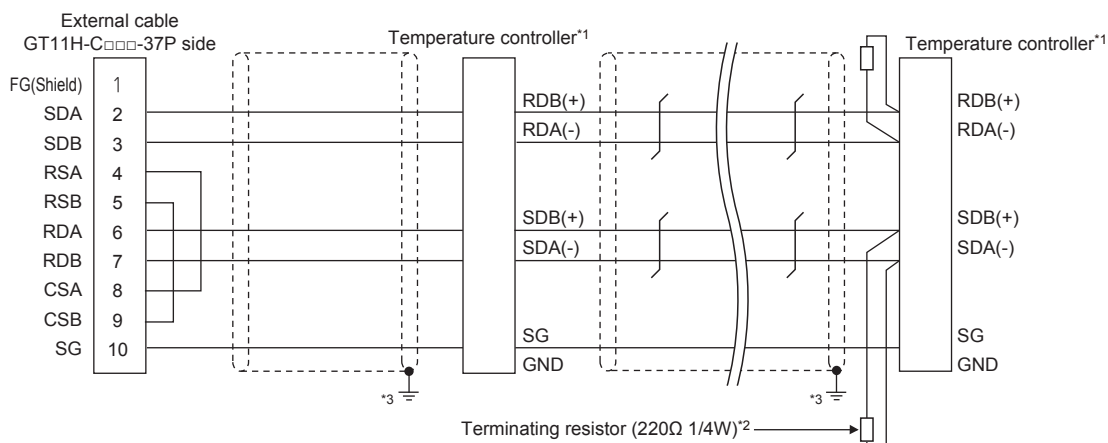 External cable
GT11H-C□□□-37P side
FG(Shield) 1
SDA 2
SDB 3
RSA 4
RSB 5
RDA 6
RDB 7
CSA 8
CSB 9
SG 10
*3
Temperature controller*1
RDB(+)
RDA(-)
SDB(+)
SDA(-)
SG
GND
*3
Temperature controller*1
RDB(+)
RDA(-)
SDB(+)
SDA(-)
SG
GND
Terminating resistor (220Ω 1/4W)*2